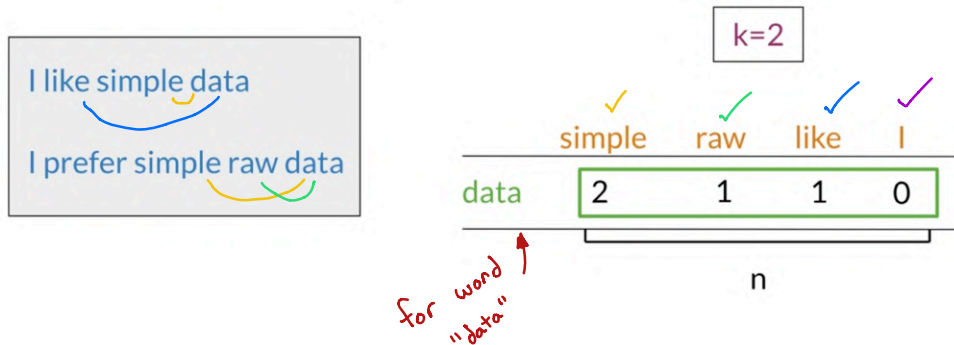 k=2
I like simple data
I prefer simple raw data
simple raw like I
data 2 1 1 0
n
for word
"data"